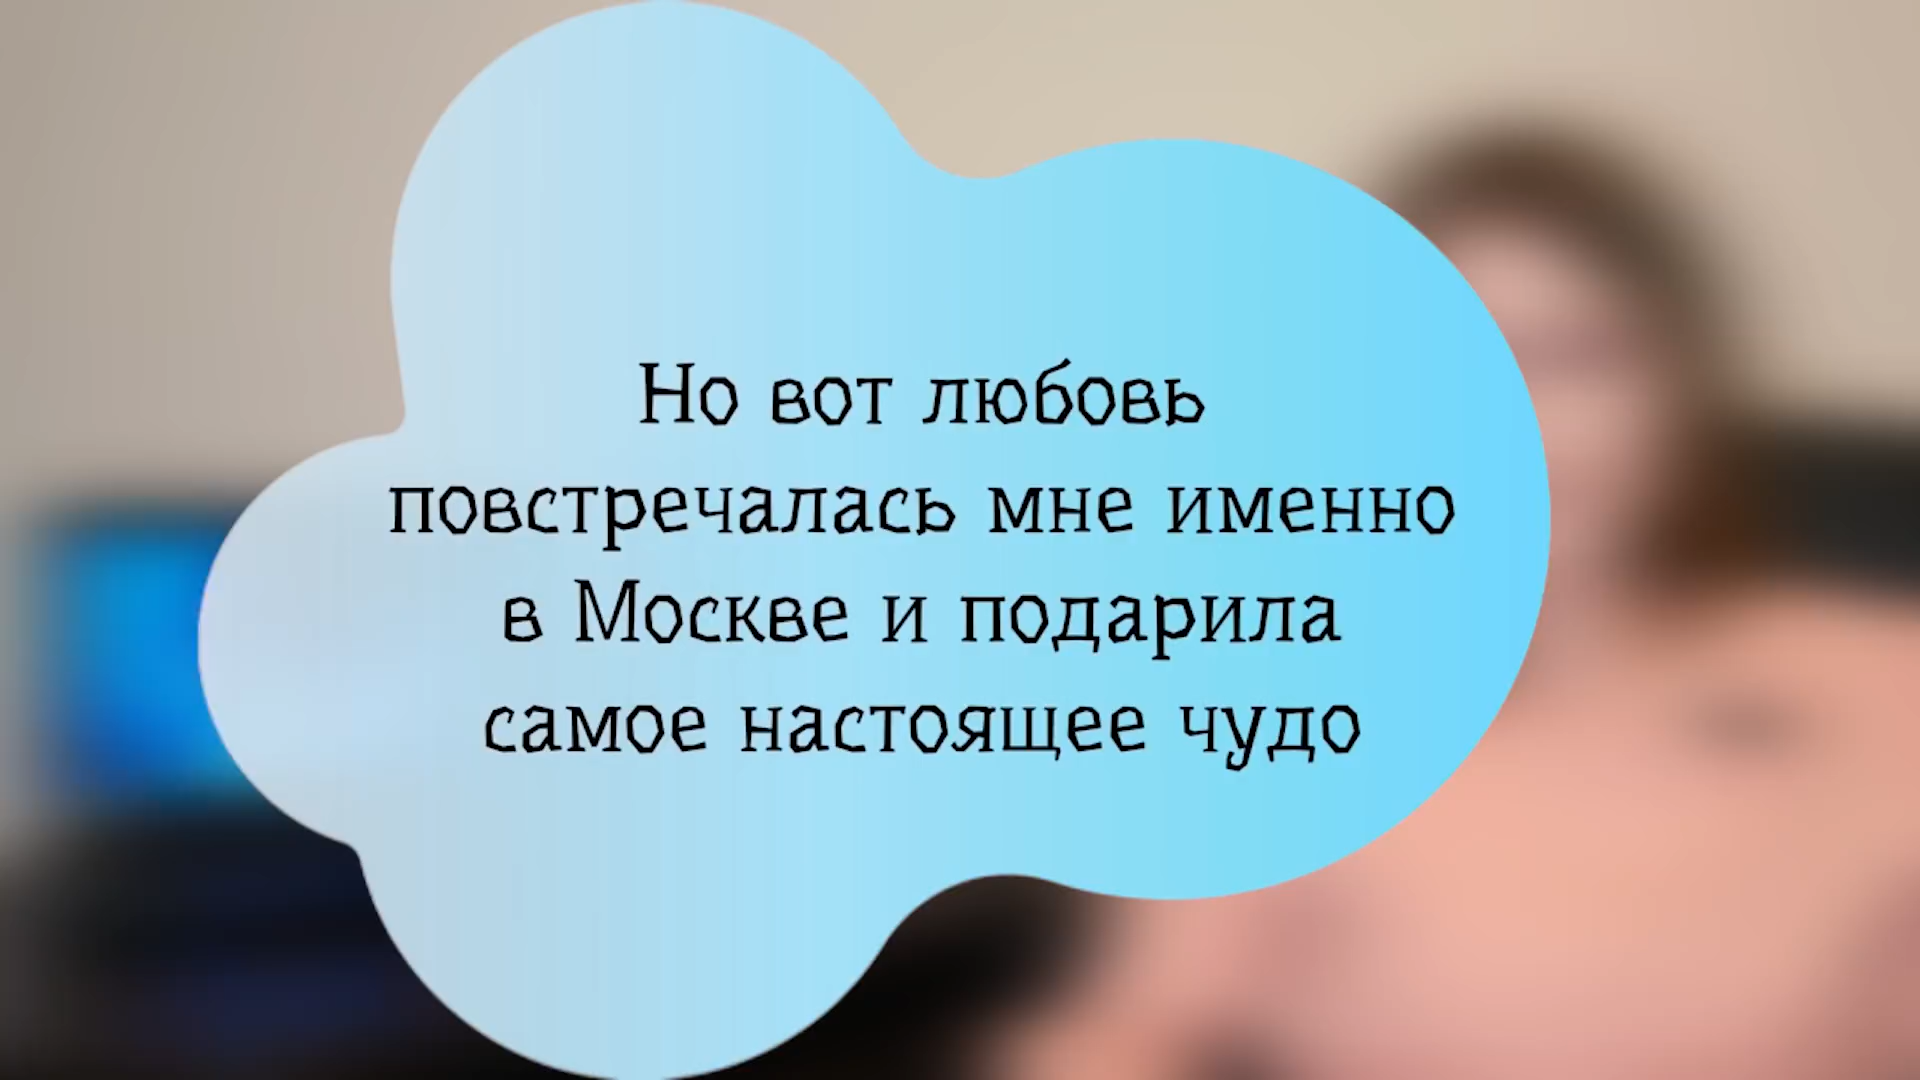 Но вот любовь
повстречалась мне именно
в Москве и подарила
самое настоящее чудо